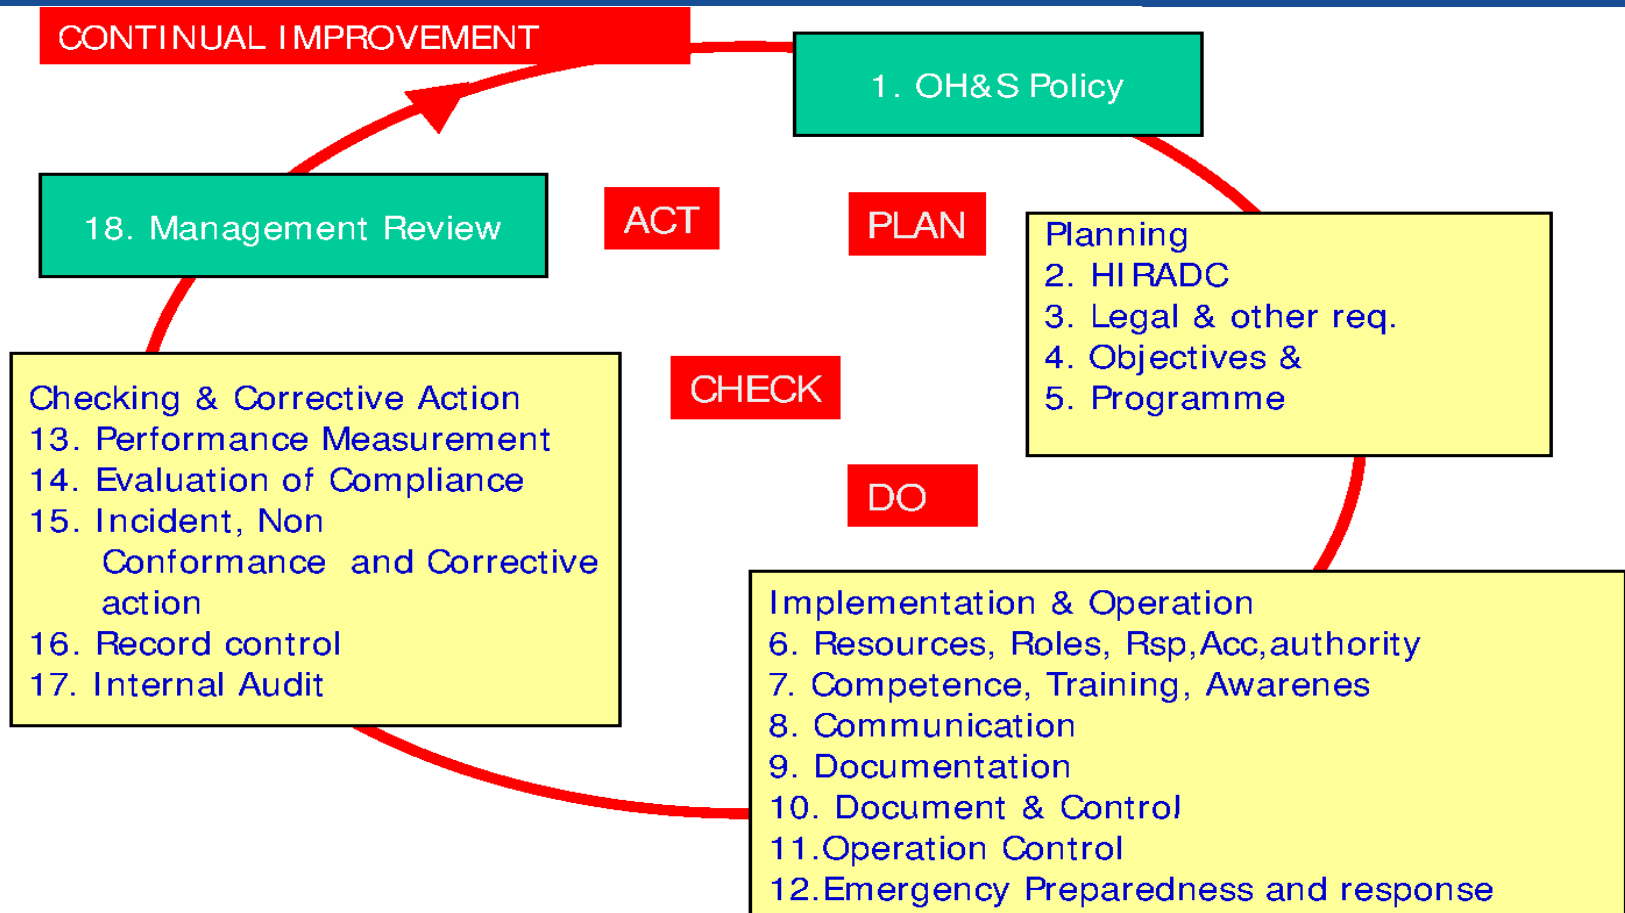 CONTINUAL IMPROVEMENT
1. OH&S Policy
18. Management Review
ACT
PLAN
Planning
2. HIRADC
3. Legal & other req.
4. Objectives &
5. Programme
CHECK
Checking & Corrective Action
13. Performance Measurement
14. Evaluation of Compliance
15. Incident, Non
Conformance and Corrective
action
16. Record control
17. Internal Audit
DO
Implementation & Operation
6. Resources, Roles, Rsp,Acc,authority
7. Competence, Training, Awarenes
8. Communication
9. Documentation
10. Document & Control
11.Operation Control
12.Emergency Preparedness and response